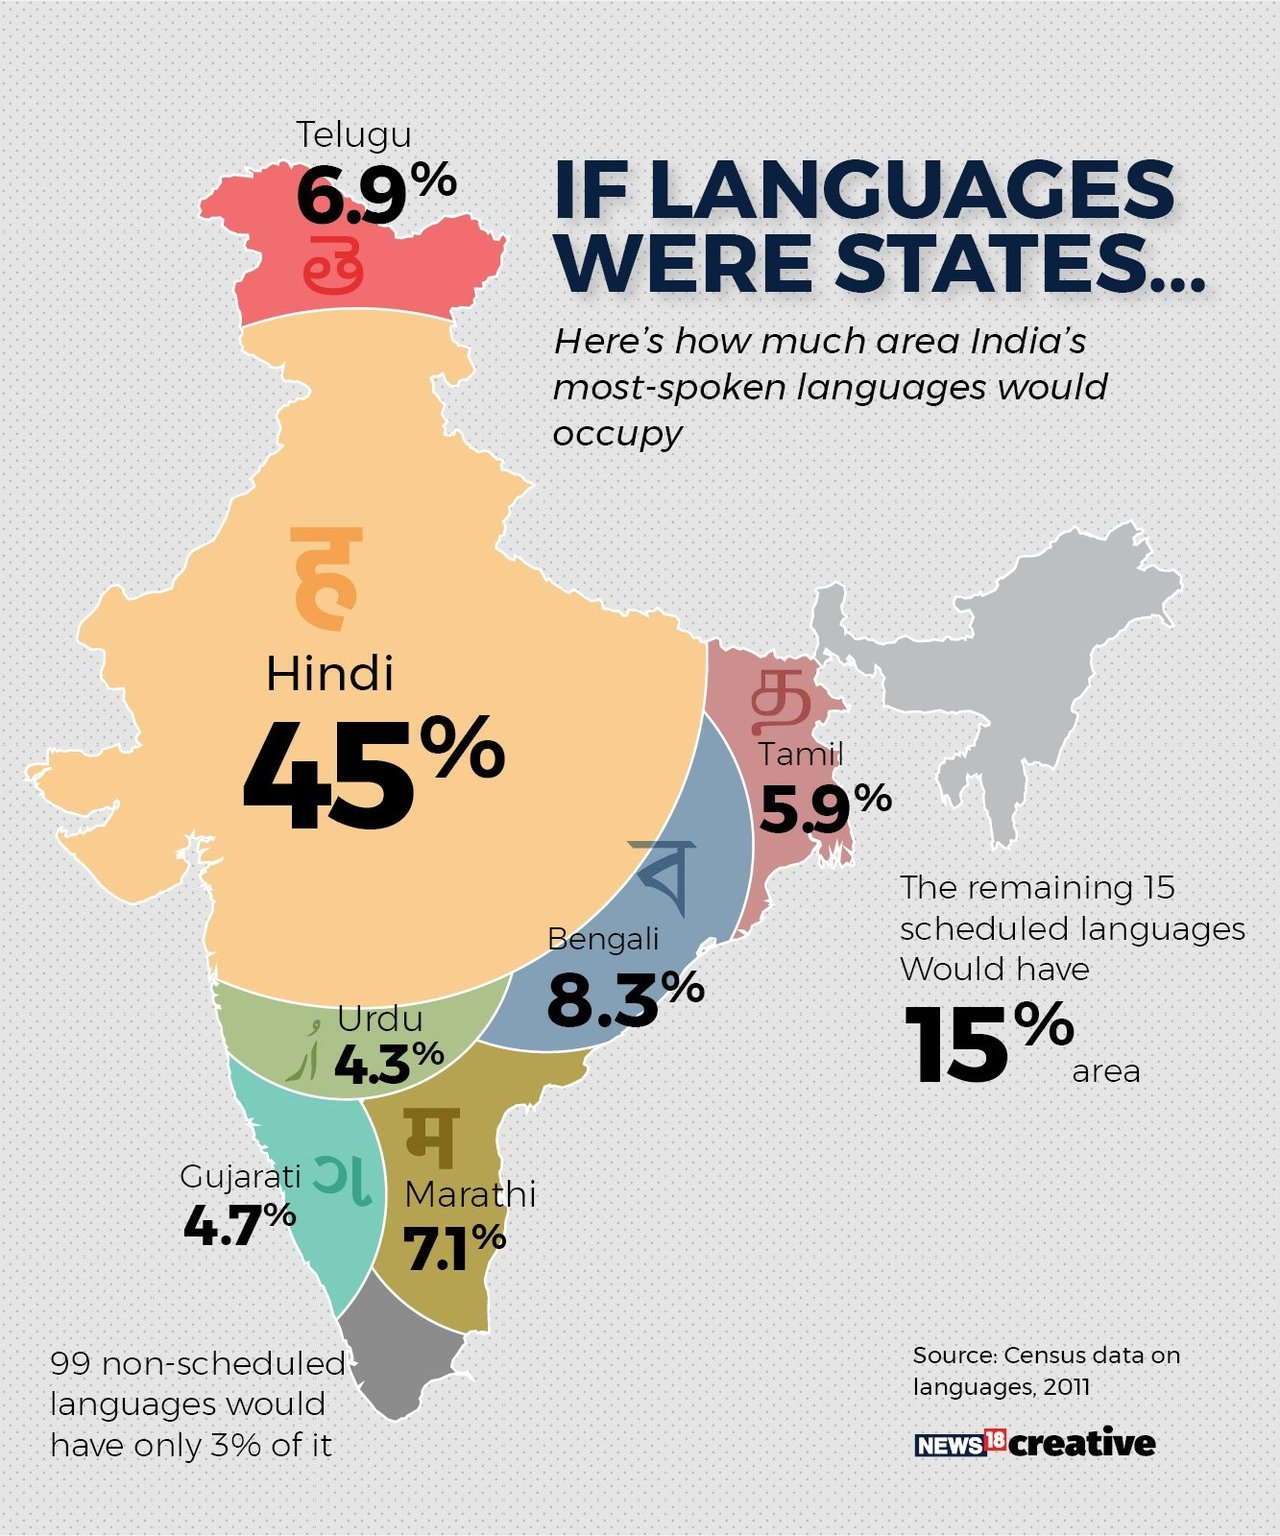 Telugu
6.9%
తె
IF LANGUAGES
WERE STATES...
Here's how much area India's
most-spoken languages would
occupy
ह
Hindi
45%
த
Tamil
5.9%
ব
Bengali
8.3%
The remaining 15
scheduled languages
Would have
15%
area
Urdu
اُر
4.3%
ગ
Gujarati
4.7%
म
Marathi
7.1%
99 non-scheduled
languages would
have only 3% of it
Source: Census data on
languages, 2011
NEWS18 creative